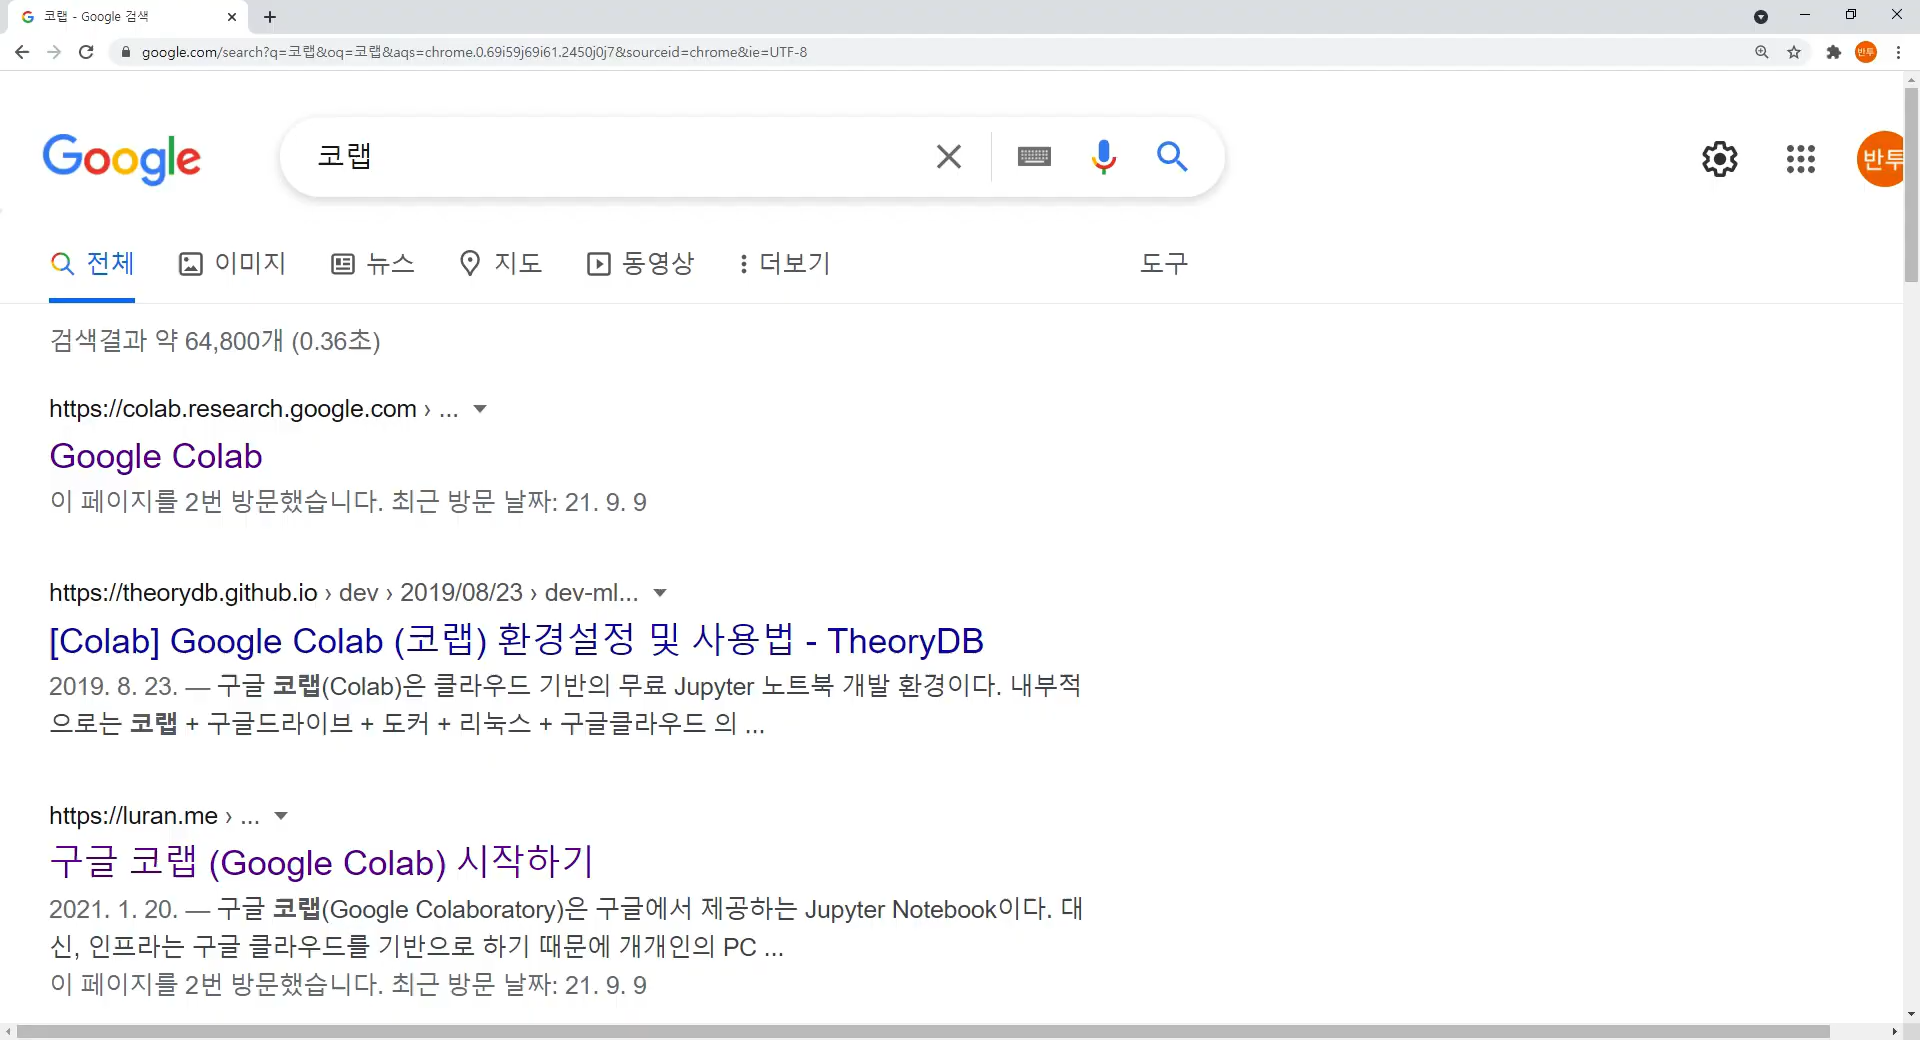 코랩 - Google 검색
google.com/search?q=코랩&oq=코랩&aqs=chrome.0.69i59j69i61.2450j0j7&sourceid=chrome&ie=UTF-8
반투
Google
코랩
반투
전체 이미지 뉴스 지도 동영상 더보기 도구
검색결과 약 64,800개 (0.36초)
https://colab.research.google.com › ...
Google Colab
이 페이지를 2번 방문했습니다. 최근 방문 날짜: 21. 9. 9
https://theorydb.github.io › dev › 2019/08/23 › dev-ml...
[Colab] Google Colab (코랩) 환경설정 및 사용법 - TheoryDB
2019. 8. 23. — 구글 코랩(Colab)은 클라우드 기반의 무료 Jupyter 노트북 개발 환경이다. 내부적
으로는 코랩 + 구글드라이브 + 도커 + 리눅스 + 구글클라우드 의 ...
https://luran.me › ...
구글 코랩 (Google Colab) 시작하기
2021. 1. 20. — 구글 코랩(Google Colaboratory)은 구글에서 제공하는 Jupyter Notebook이다. 대
신, 인프라는 구글 클라우드를 기반으로 하기 때문에 개개인의 PC ...
이 페이지를 2번 방문했습니다. 최근 방문 날짜: 21. 9. 9